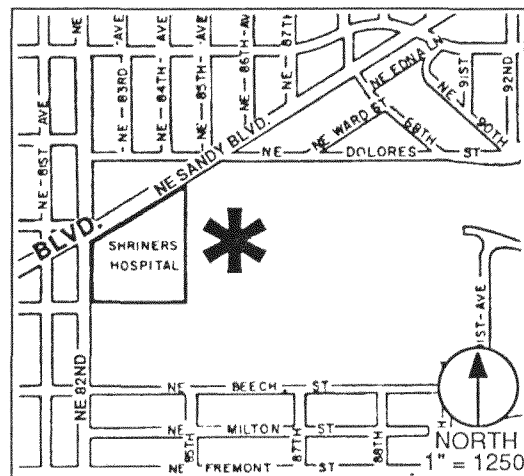 NE
AVE
NE - 81ST
AVE
NE - 83RD
AVE
NE - 84TH
AVE
NE - 85TH
AVE
NE - 86TH - AV
NE - 87TH
NE EDNA LN
91ST
92ND
NE WARD ST
88TH
NE
90TH
NE DOLORES ST
NE SANDY BLVD.
BLVD.
SHRINERS
HOSPITAL
NE 82ND
NE BEECH ST
NE MILTON ST
NE FREMONT ST
85TH
87TH
88TH
NORTH
1" = 1250